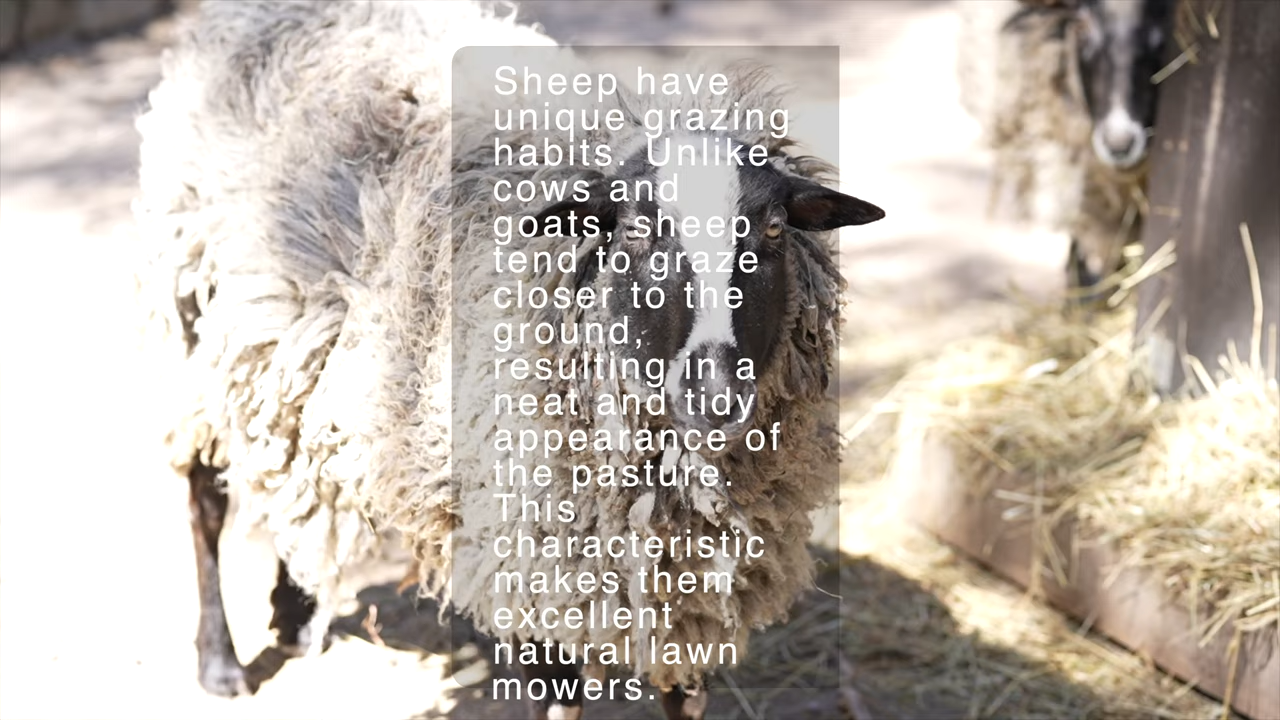 Sheep have
unique grazing
habits. Unlike
cows and
goats, sheep
tend to graze
closer to the
ground,
resulting in a
neat and tidy
appearance of
the pasture.
This
characteristic
makes them
excellent
natural lawn
mowers.